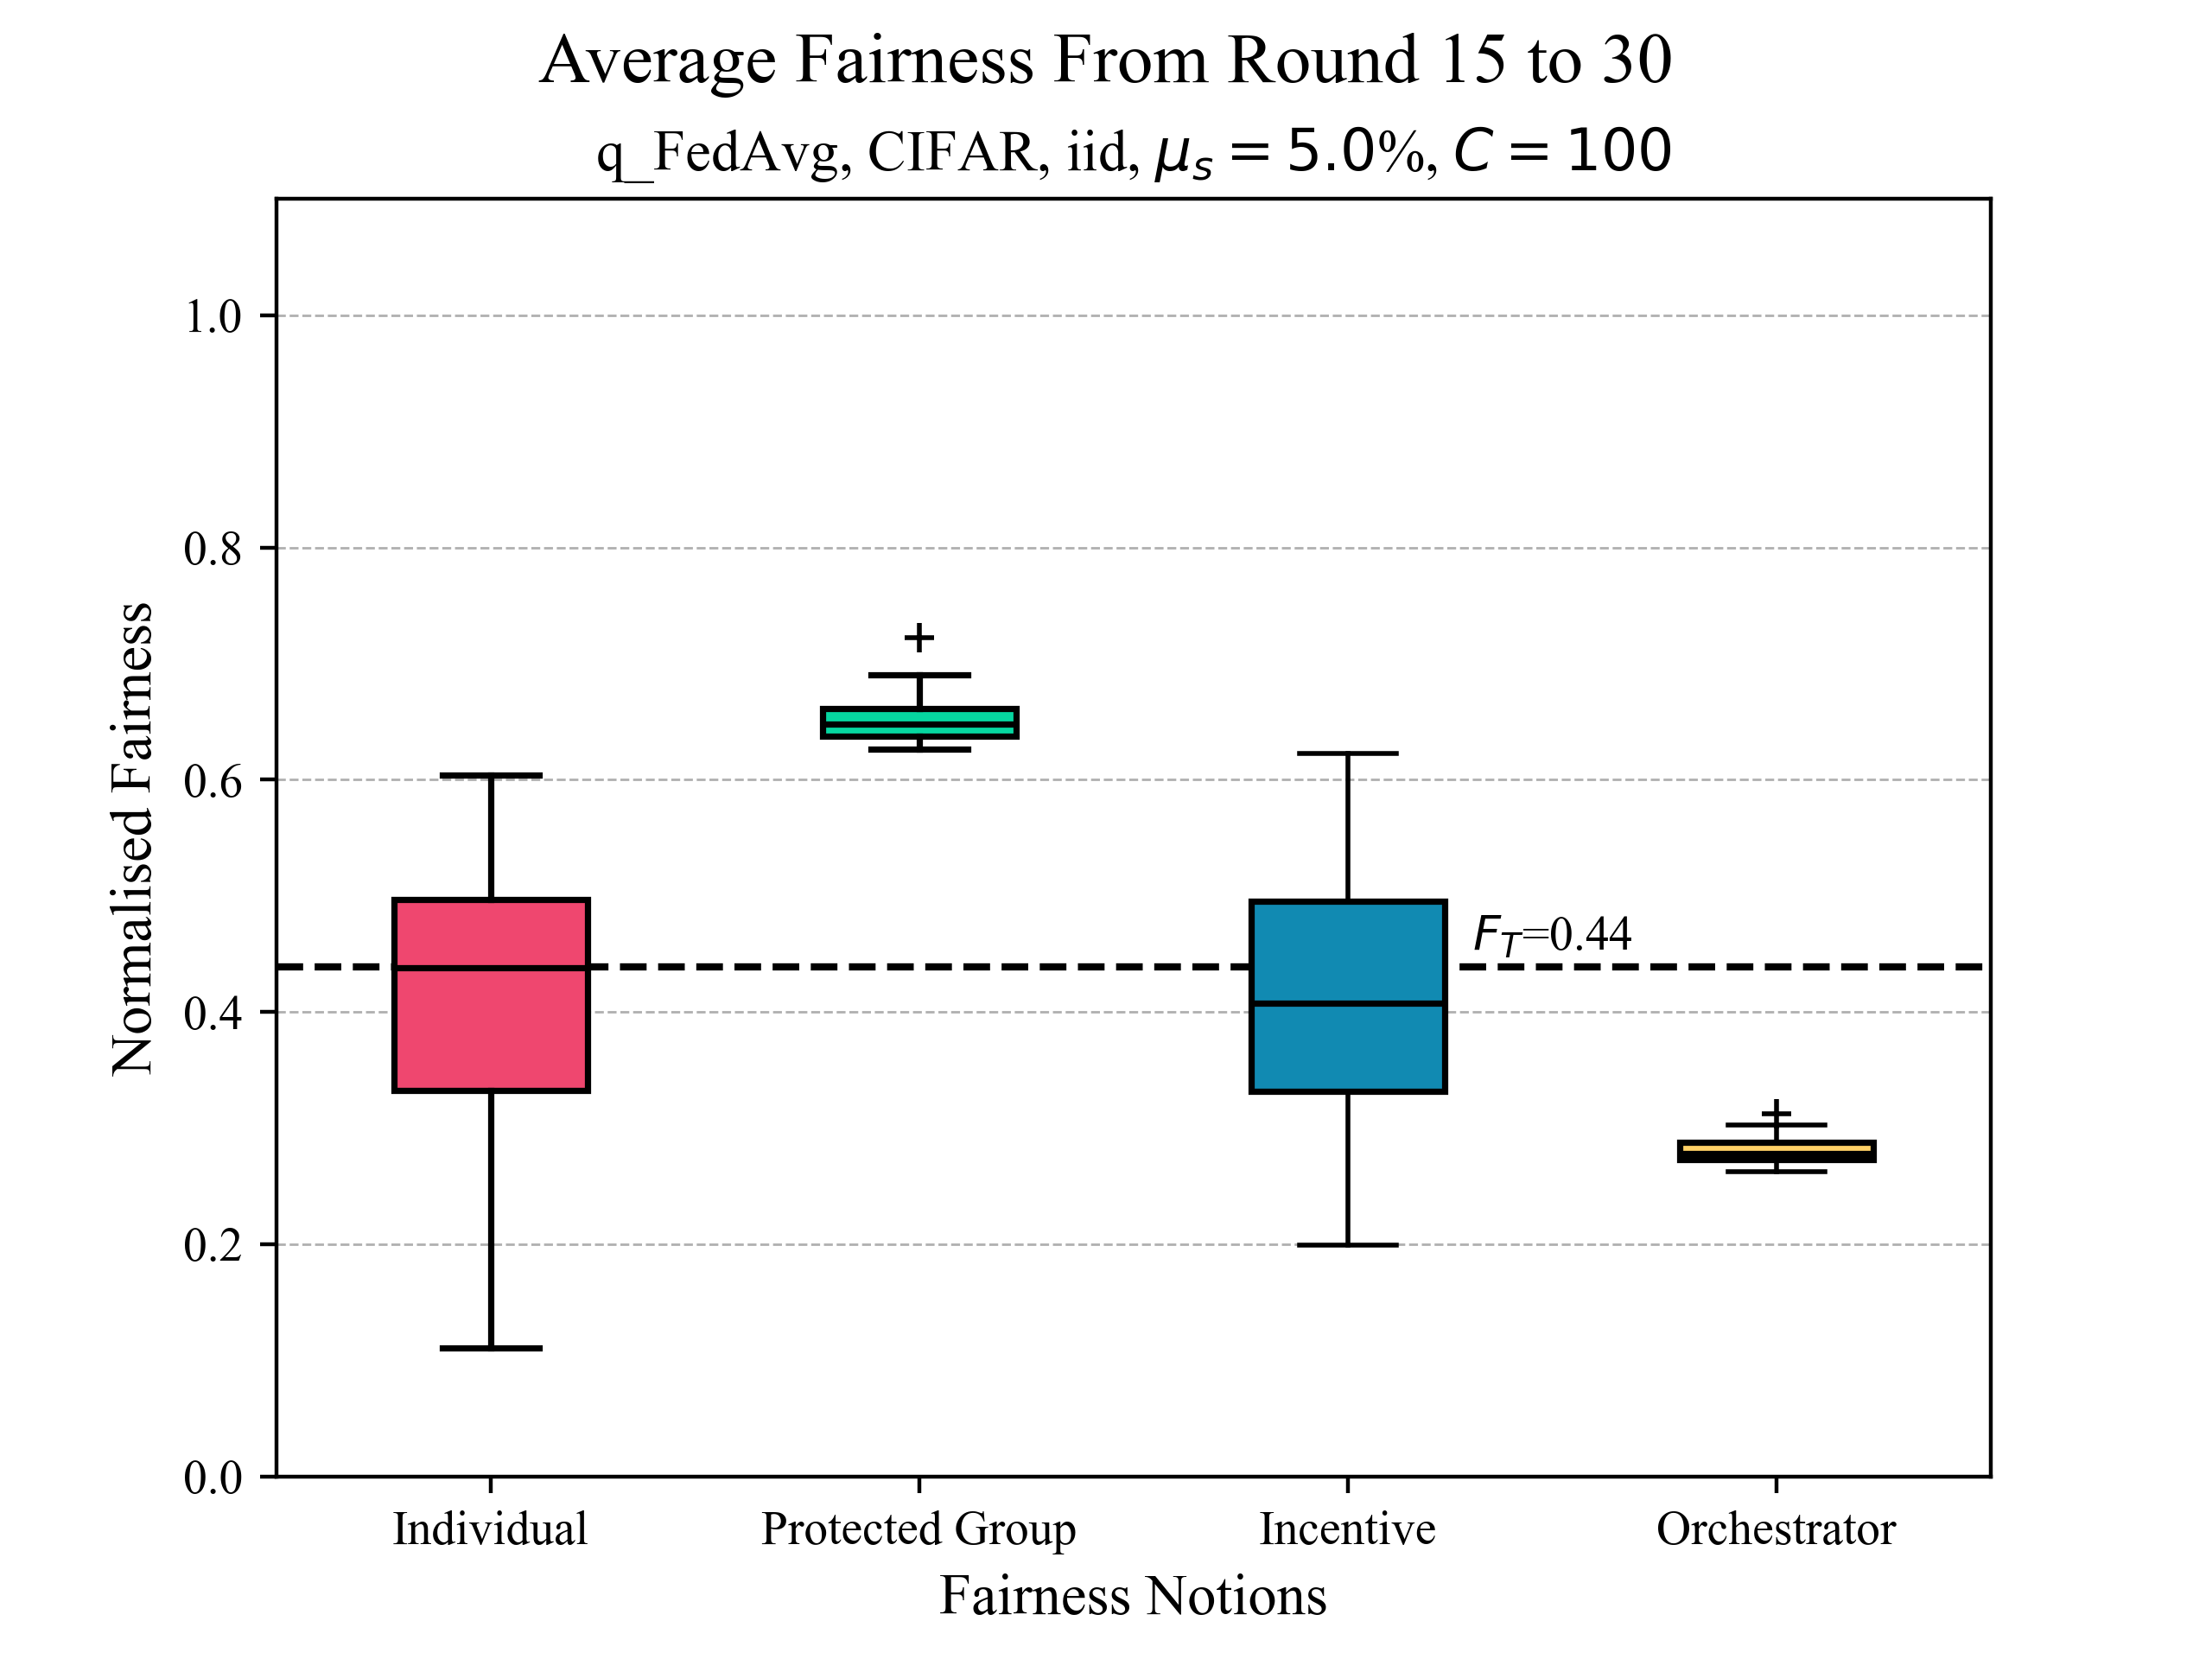 Average Fairness From Round 15 to 30
q_FedAvg, CIFAR, iid, μₛ = 5.0%, C = 100
Normalised Fairness
1.0
0.8
0.6
0.4
0.2
0.0
F_T=0.44
Individual
Protected Group
Incentive
Orchestrator
Fairness Notions